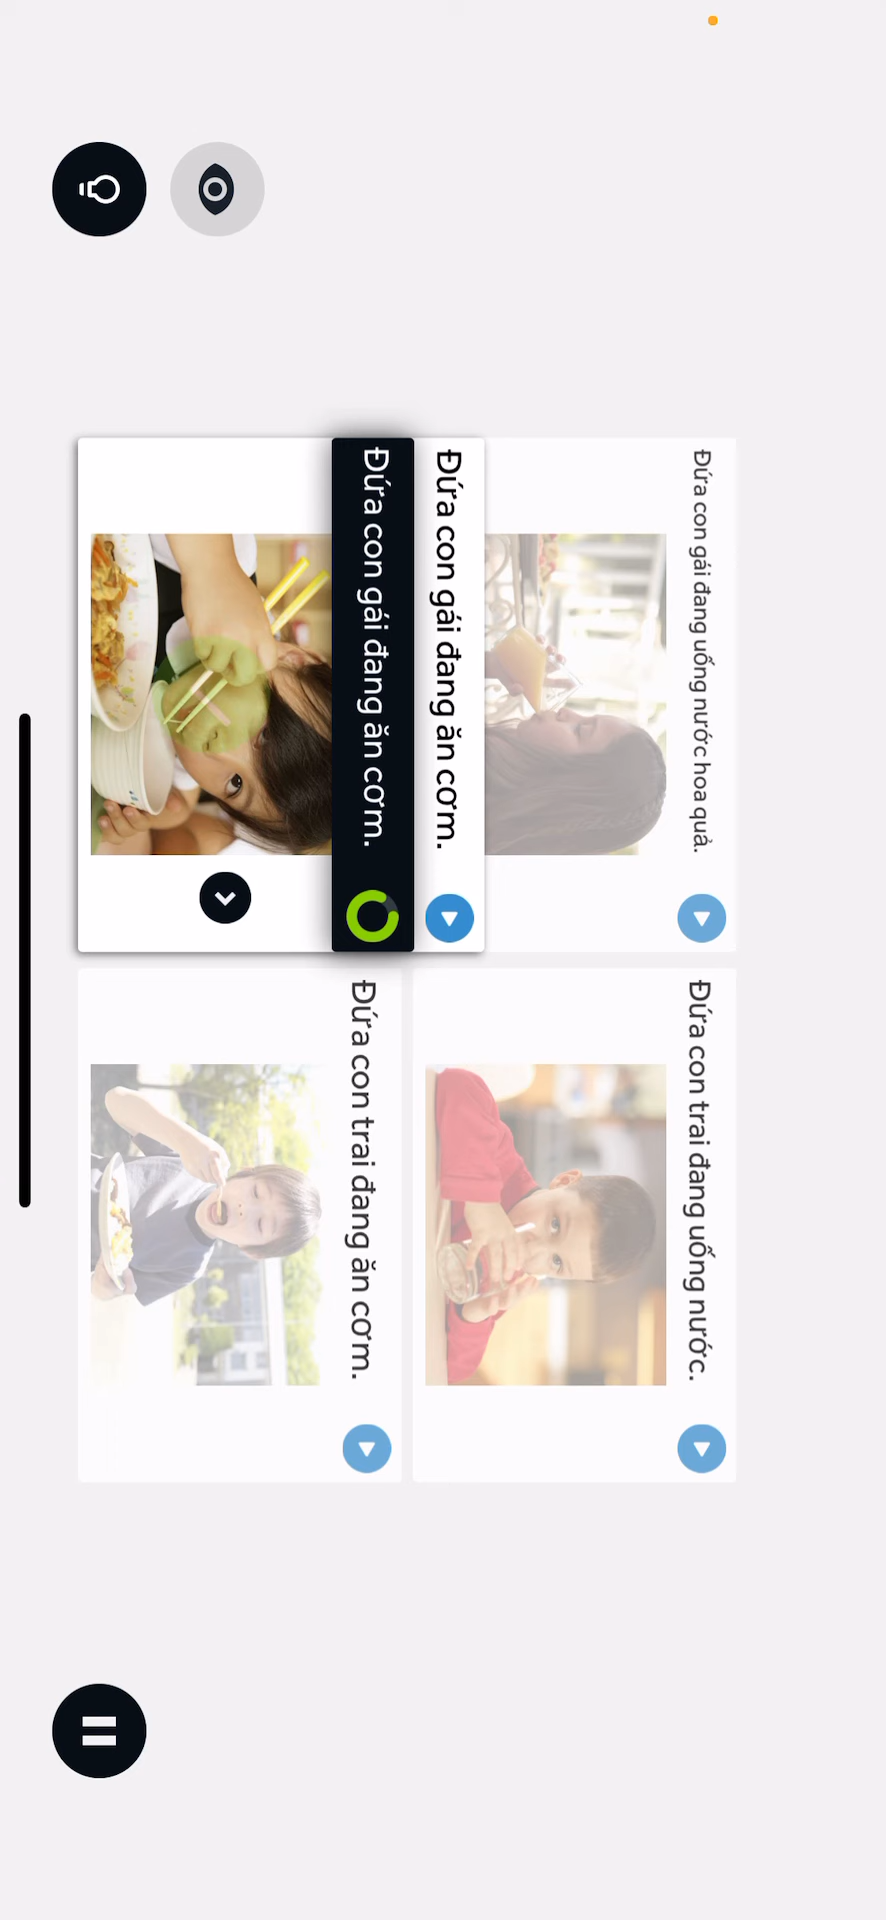 Đứa con gái đang uống nước hoa quả.
Đứa con trai đang uống nước.
Đứa con gái đang ăn cơm.
Đứa con gái đang ăn cơm.
Đứa con trai đang ăn cơm.